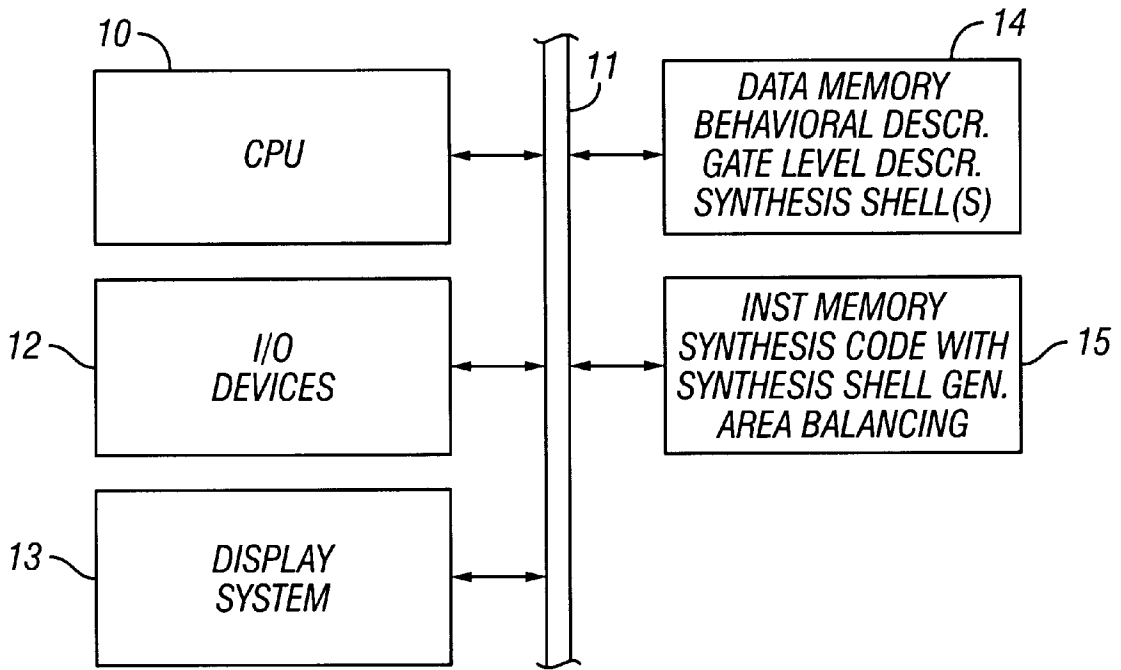 10
CPU
11
14
DATA MEMORY
BEHAVIORAL DESCR.
GATE LEVEL DESCR.
SYNTHESIS SHELL(S)
12
I/O
DEVICES
INST MEMORY
SYNTHESIS CODE WITH
SYNTHESIS SHELL GEN.
AREA BALANCING
15
13
DISPLAY
SYSTEM